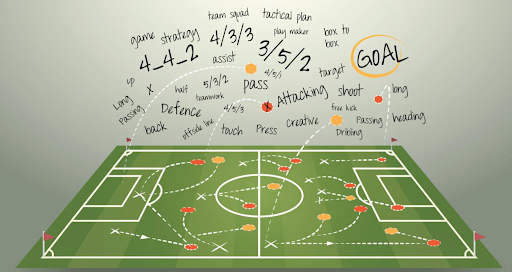 team squad
tactical plan
game strategy
4/3/3
play maker
box to
box
4_4_2
3/5/2
GOAL
assist
up
x
half
5/3/2
4/5/1
target
pass
Long
Passing
teamwork
Attacking
shoot
long
Defence
4/5/3
free kick
back
offside line
touch
Press
creative
Passing
heading
Dribling